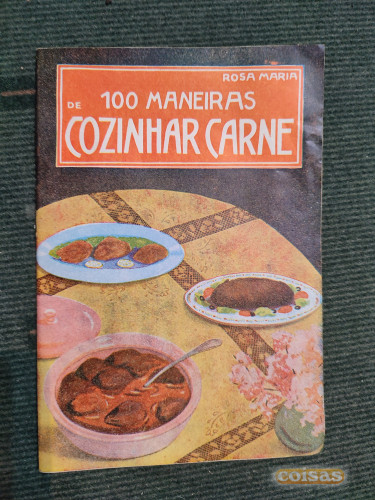 ROSA MARIA
100 MANEIRAS
DE
COZINHAR CARNE
coisas